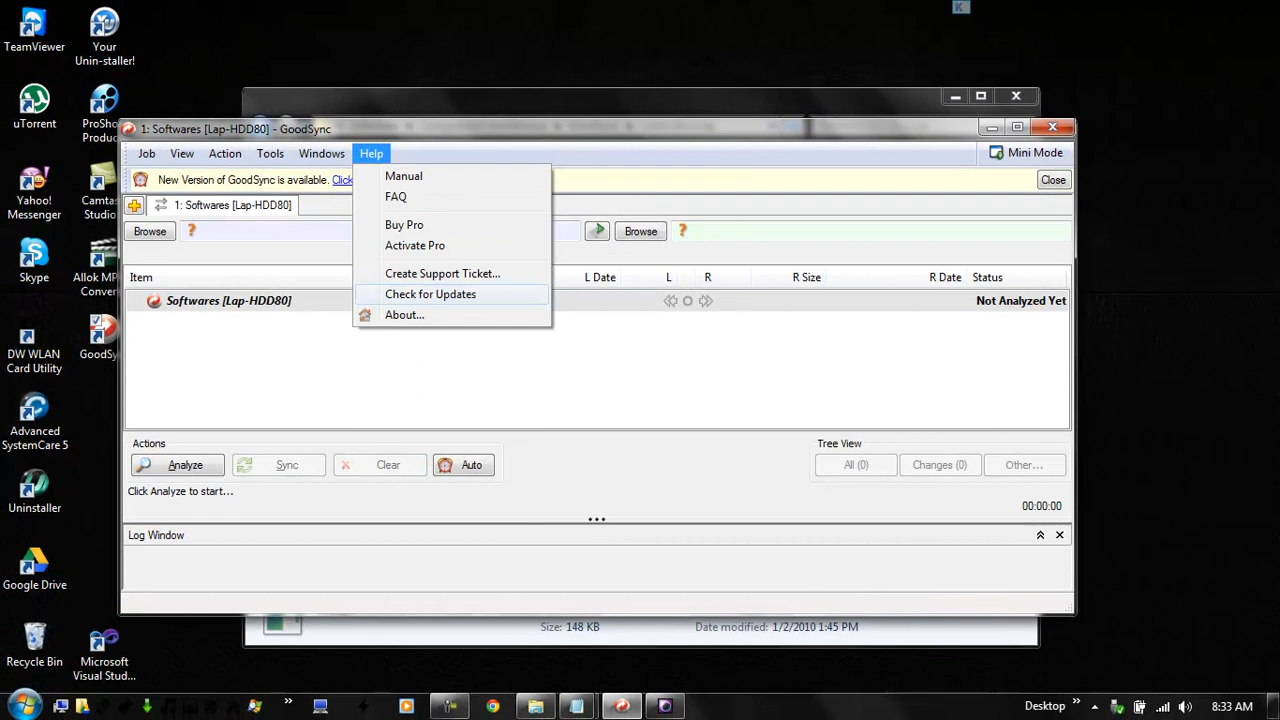 TeamViewer
Your
Unin-staller!
K
uTorrent
ProSho
Produc
Yahoo!
Messenger
Camtas
Studio
Skype
Allok MP
Conver
DW WLAN
Card Utility
GoodSy
Advanced
SystemCare 5
Uninstaller
Google Drive
Recycle Bin
Microsoft
Visual Stud...
1: Softwares [Lap-HDD80] - GoodSync
Job View Action Tools Windows Help
Mini Mode
New Version of GoodSync is available. Click
Close
1: Softwares [Lap-HDD80]
Browse
Browse
Manual
FAQ
Buy Pro
Activate Pro
Create Support Ticket...
Check for Updates
About...
Item L Date L R R Size R Date Status
Softwares [Lap-HDD80] Not Analyzed Yet
Actions
Tree View
Analyze Sync Clear Auto
All (0) Changes (0) Other...
Click Analyze to start...
00:00:00
Log Window
Size: 148 KB Date modified: 1/2/2010 1:45 PM
Desktop
8:33 AM